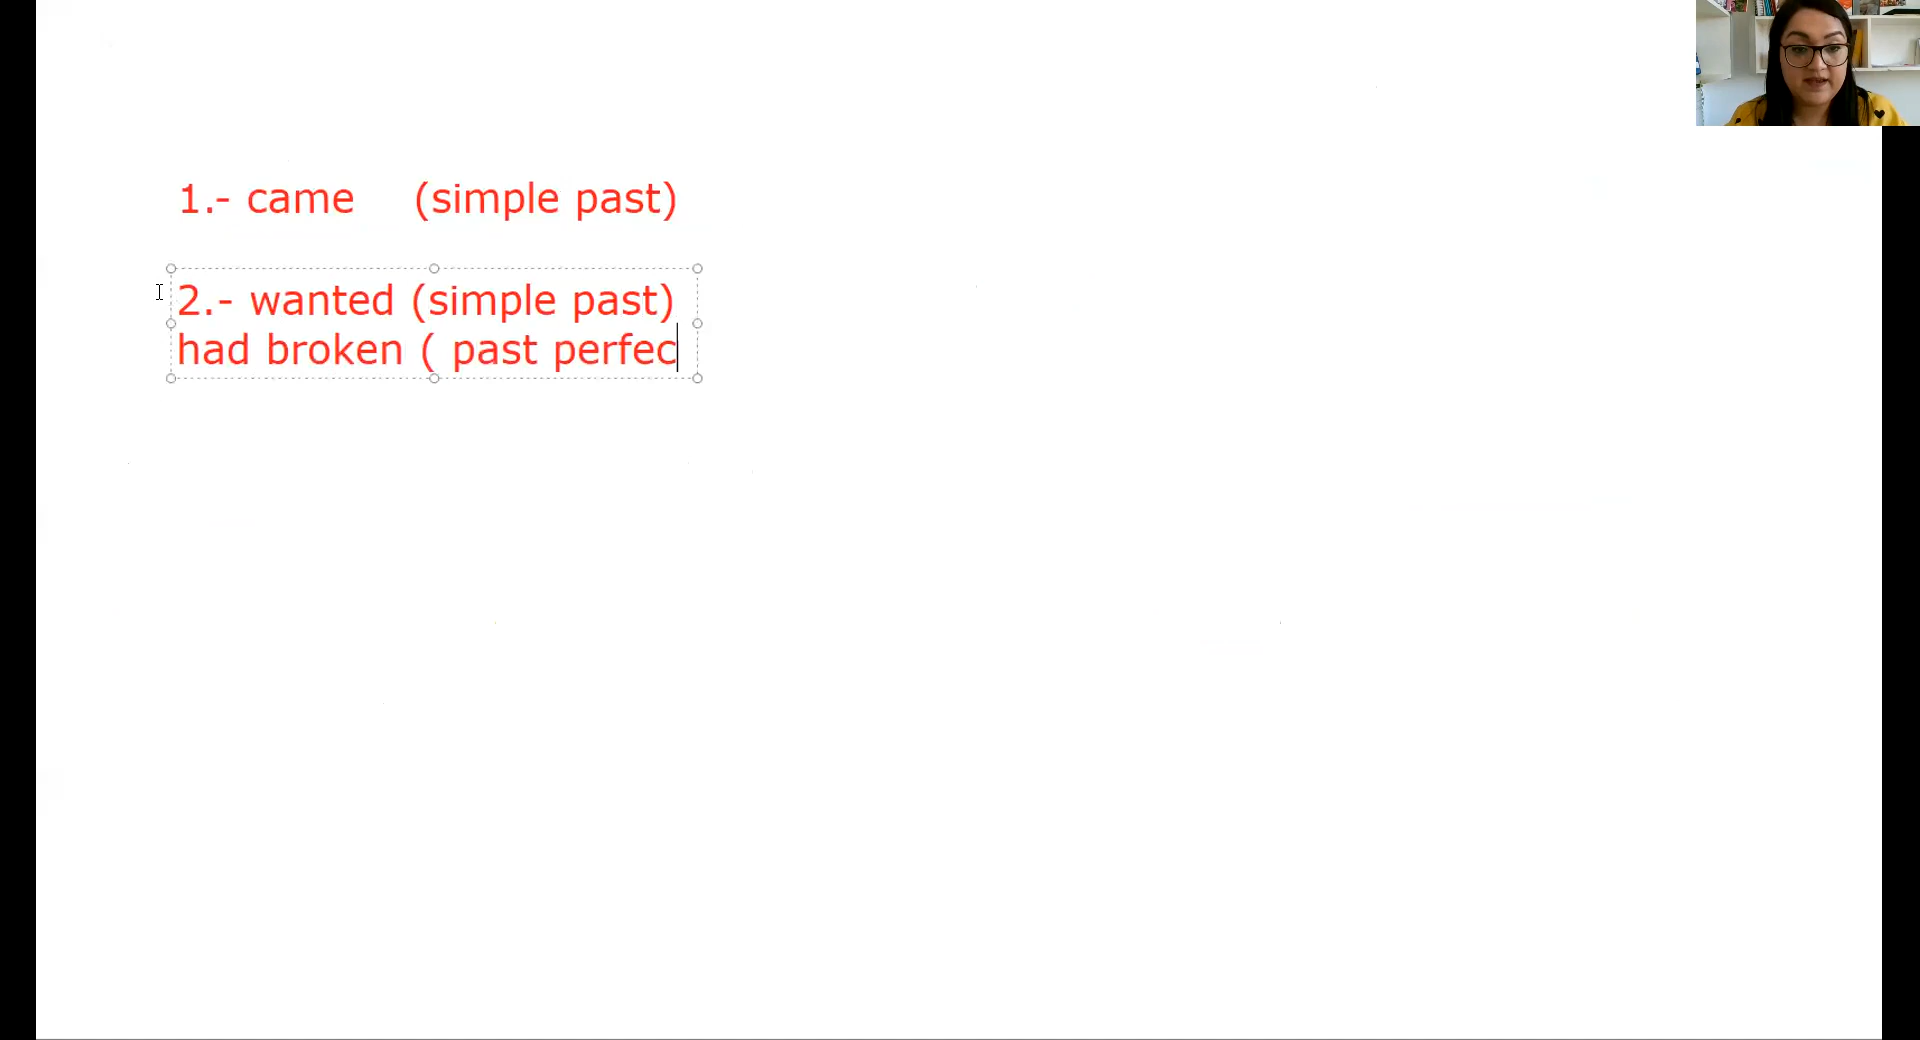 1.- came (simple past)
2.- wanted (simple past)
had broken ( past perfec